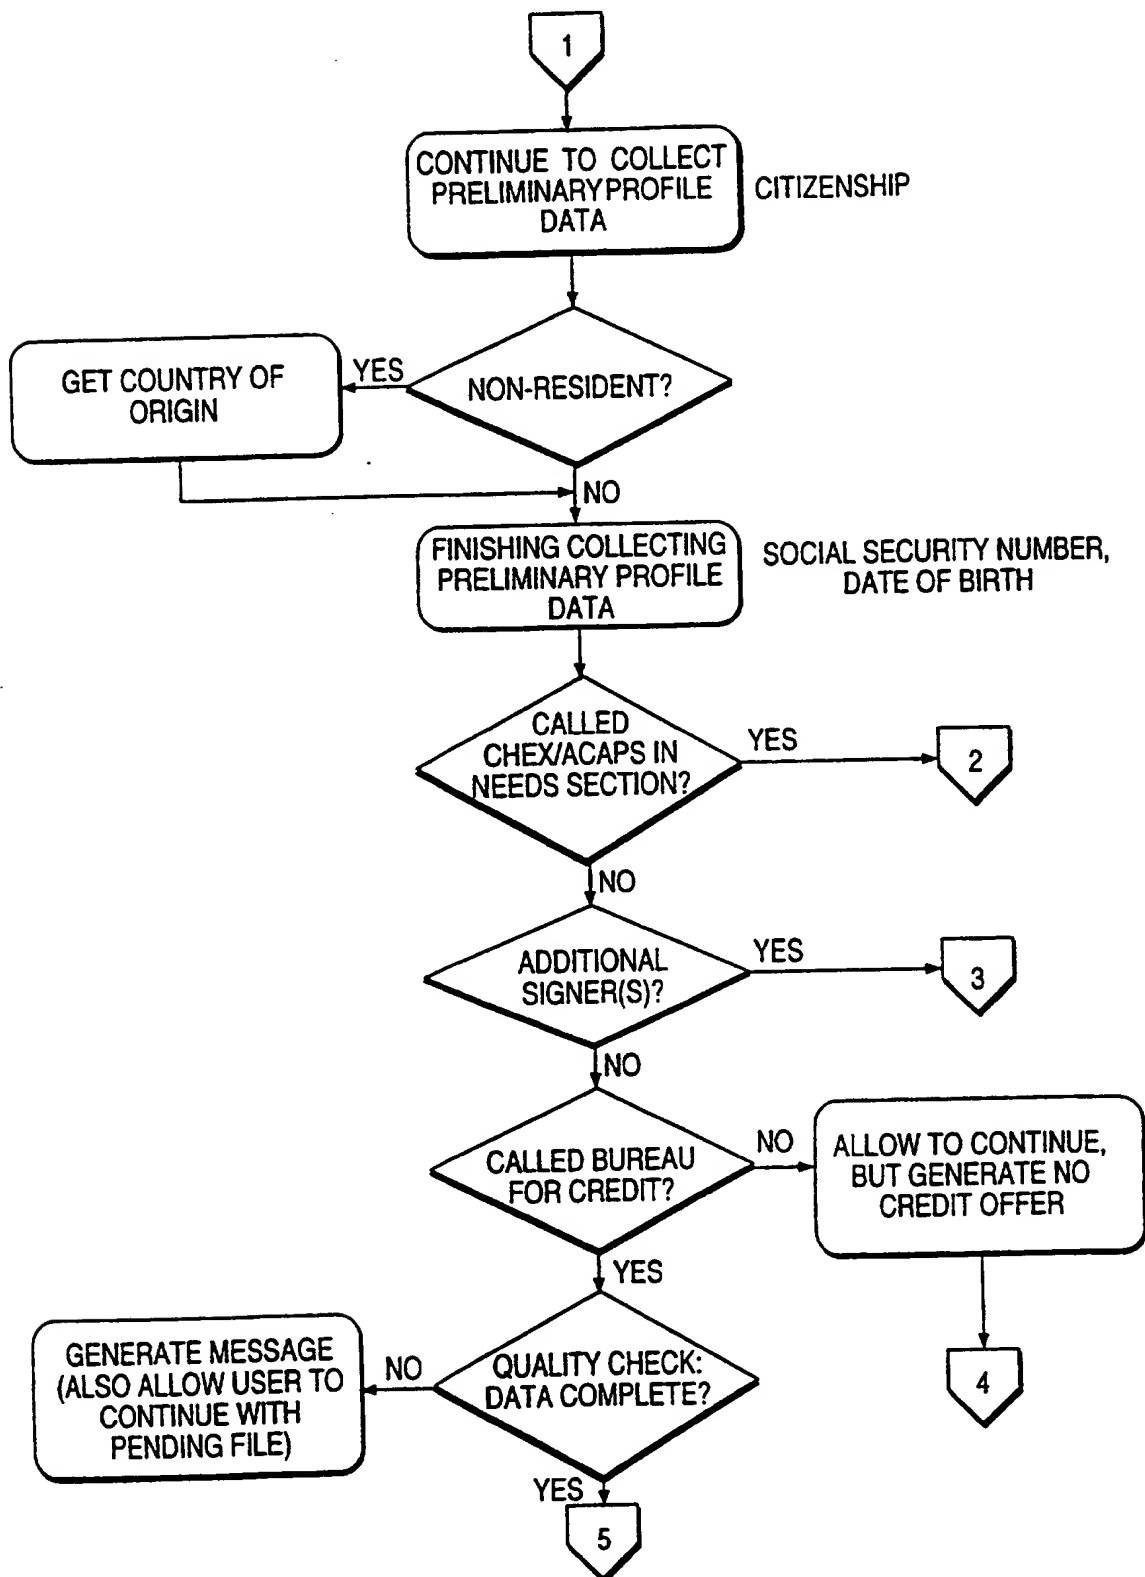 1
CONTINUE TO COLLECT
PRELIMINARY PROFILE
DATA
CITIZENSHIP
NON-RESIDENT?
YES
GET COUNTRY OF
ORIGIN
NO
FINISHING COLLECTING
PRELIMINARY PROFILE
DATA
SOCIAL SECURITY NUMBER,
DATE OF BIRTH
CALLED
CHEX/ACAPS IN
NEEDS SECTION?
YES
2
NO
ADDITIONAL
SIGNER(S)?
YES
3
NO
CALLED BUREAU
FOR CREDIT?
NO
ALLOW TO CONTINUE,
BUT GENERATE NO
CREDIT OFFER
4
YES
QUALITY CHECK:
DATA COMPLETE?
NO
GENERATE MESSAGE
(ALSO ALLOW USER TO
CONTINUE WITH
PENDING FILE)
YES
5